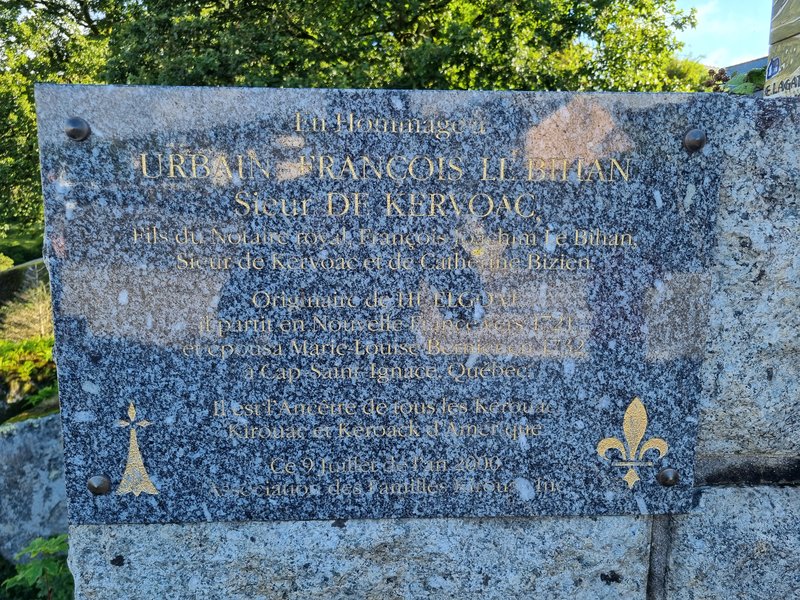 En Hommage à
URBAIN-FRANÇOIS LE BIHAN
Sieur DE KERVOAC,
Fils du Notaire royal, François-Joachim Le Bihan,
Sieur de Kervoac et de Catherine Bizien
Originaire de HUELGOAT
il partit en Nouvelle France vers 1721
et épousa Marie-Louise Bernier en 1732
à Cap-Saint-Ignace, Québec
Il est l'Ancêtre de tous les Kerouac
Kirouac et Keroack d'Amérique
Ce 9 Juillet de l'an 2000
Association des Familles Kirouac Inc